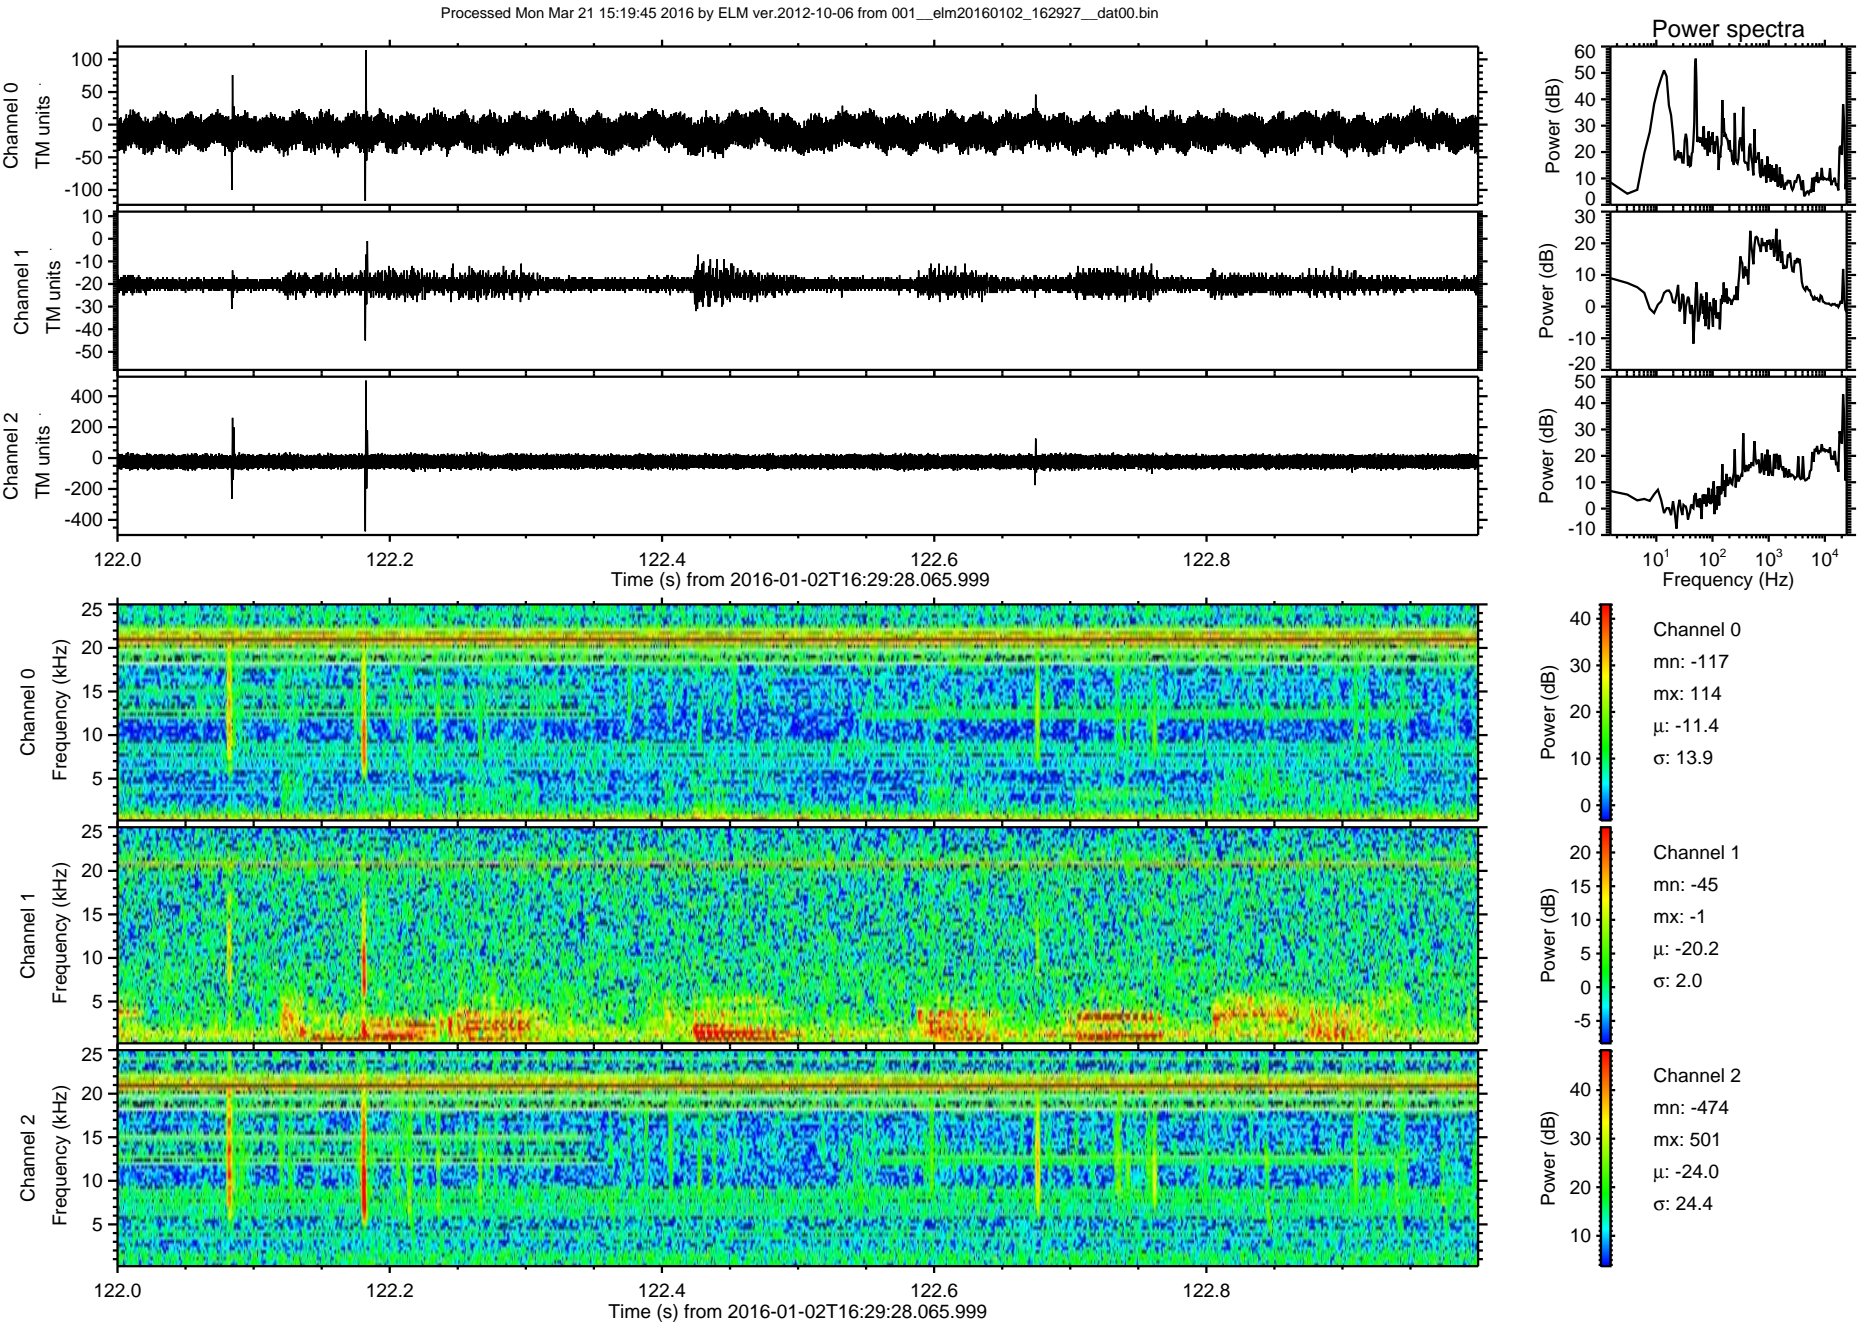 Processed Mon Mar 21 15:19:45 2016 by ELM ver.2012-10-06 from 001__elm20160102_162927__dat00.bin
Power spectra
Channel 0
TM units
100
50
0
-50
-100
Power (dB)
60
50
40
30
20
10
0
Channel 1
TM units
10
0
-10
-20
-30
-40
-50
Power (dB)
30
20
10
0
-10
-20
Channel 2
TM units
400
200
0
-200
-400
Power (dB)
50
40
30
20
10
0
-10
122.0 122.2 122.4 122.6 122.8
Time (s) from 2016-01-02T16:29:28.065.999
10¹ 10² 10³ 10⁴
Frequency (Hz)
Channel 0
Frequency (kHz)
25
20
15
10
5
Power (dB)
40
30
20
10
0
Channel 0
mn: -117
mx: 114
μ: -11.4
σ: 13.9
Channel 1
Frequency (kHz)
25
20
15
10
5
Power (dB)
20
15
10
5
0
-5
Channel 1
mn: -45
mx: -1
μ: -20.2
σ: 2.0
Channel 2
Frequency (kHz)
25
20
15
10
5
Power (dB)
40
30
20
10
Channel 2
mn: -474
mx: 501
μ: -24.0
σ: 24.4
122.0 122.2 122.4 122.6 122.8
Time (s) from 2016-01-02T16:29:28.065.999